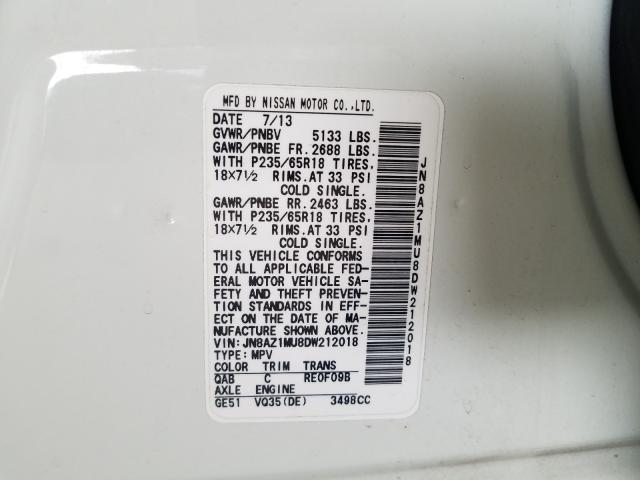 MFD BY NISSAN MOTOR CO.,LTD.
DATE 7/13
GVWR/PNBV 5133 LBS.
GAWR/PNBE FR. 2688 LBS.
WITH P235/65R18 TIRES,
18×7½ RIMS.AT 33 PSI
COLD SINGLE.
GAWR/PNBE RR. 2463 LBS.
WITH P235/65R18 TIRES,
18×7½ RIMS.AT 33 PSI
COLD SINGLE.
THIS VEHICLE CONFORMS
TO ALL APPLICABLE FED-
ERAL MOTOR VEHICLE SA-
FETY AND THEFT PREVEN-
TION STANDARDS IN EFF-
ECT ON THE DATE OF MA-
NUFACTURE SHOWN ABOVE.
VIN: JN8AZ1MU8DW212018
TYPE: MPV
COLOR TRIM TRANS
QAB C RE0F09B
AXLE ENGINE
GE51 VQ35(DE) 3498CC
JN8AZ1MU8DW212018